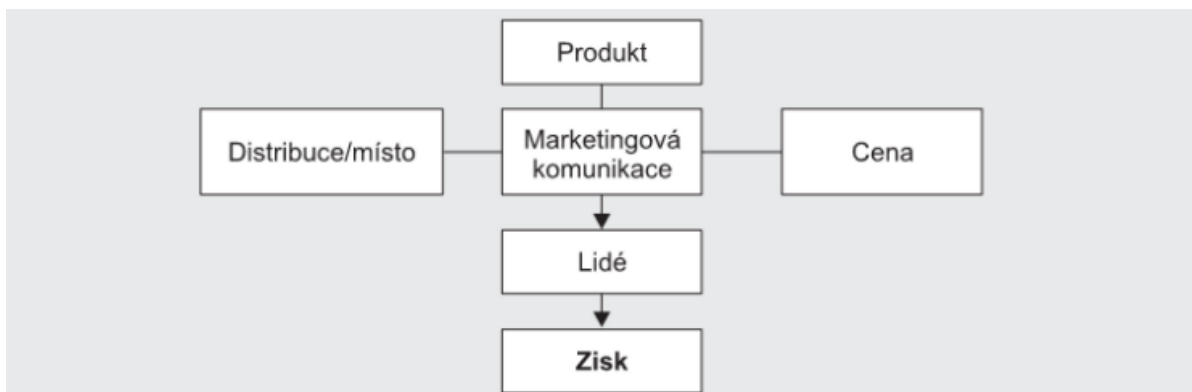 Produkt
Distribuce/místo
Marketingová
komunikace
Cena
Lidé
Zisk